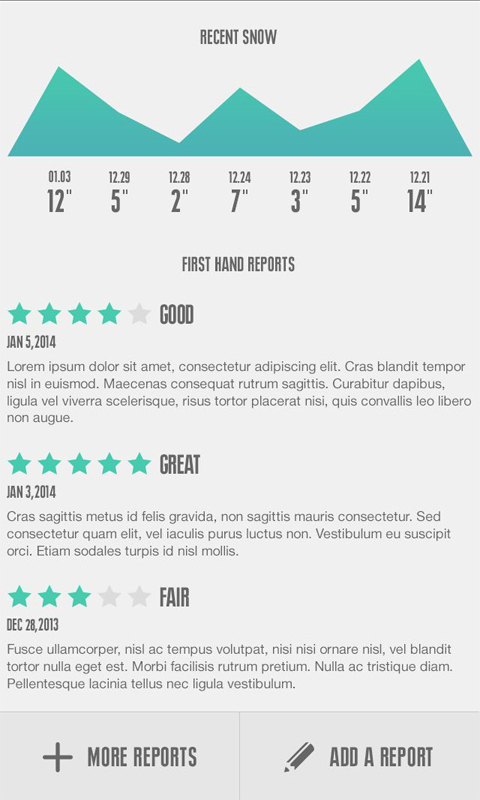 RECENT SNOW
01.03 12.29 12.28 12.24 12.23 12.22 12.21
12" 5" 2" 7" 3" 5" 14"
FIRST HAND REPORTS
GOOD
JAN 5,2014
Lorem ipsum dolor sit amet, consectetur adipiscing elit. Cras blandit tempor
nisl in euismod. Maecenas consequat rutrum sagittis. Curabitur dapibus,
ligula vel viverra scelerisque, risus tortor placerat nisi, quis convallis leo libero
non augue.
GREAT
JAN 3,2014
Cras sagittis metus id felis gravida, non sagittis mauris consectetur. Sed
consectetur quam elit, vel iaculis purus luctus non. Vestibulum eu suscipit
orci. Etiam sodales turpis id nisl mollis.
FAIR
DEC 28,2013
Fusce ullamcorper, nisl ac tempus volutpat, nisi nisi ornare nisl, vel blandit
tortor nulla eget est. Morbi facilisis rutrum pretium. Nulla ac tristique diam.
Pellentesque lacinia tellus nec ligula vestibulum.
MORE REPORTS
ADD A REPORT